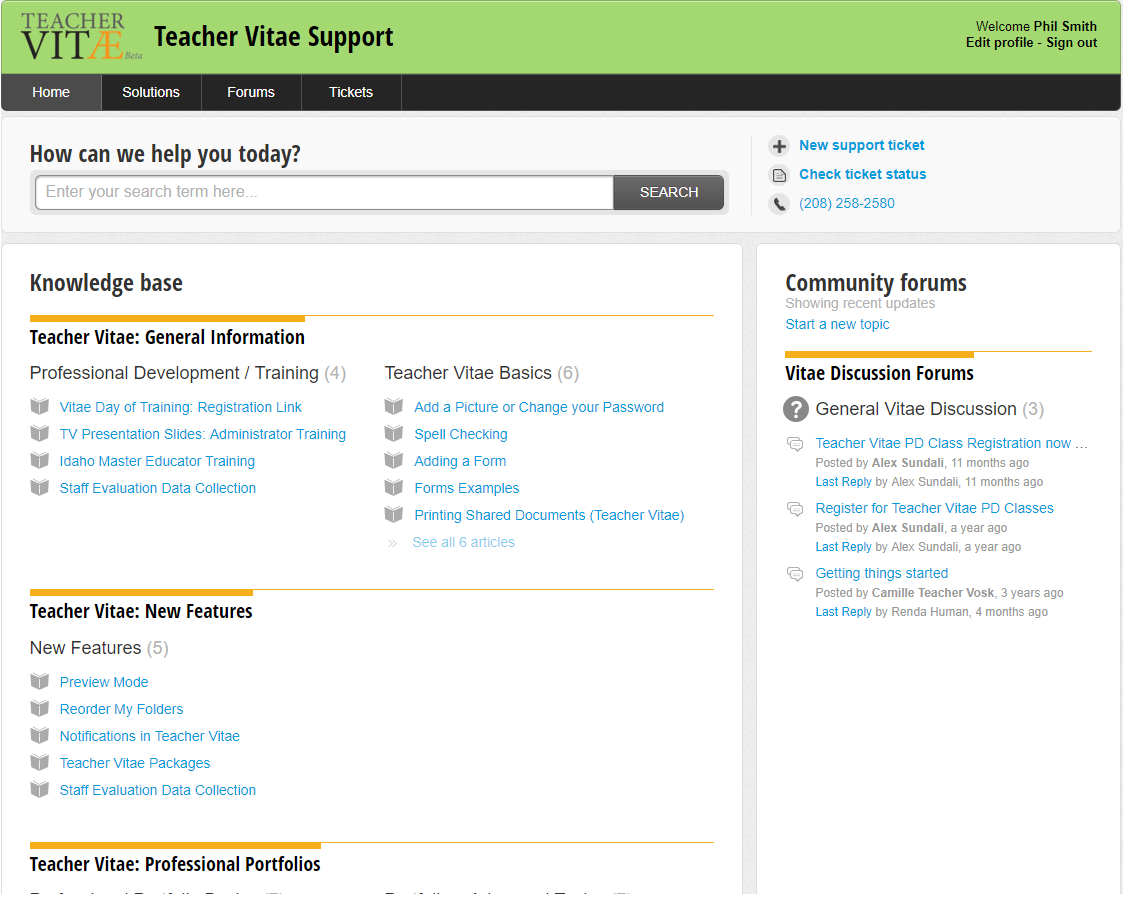 TEACHER
VITÆ Beta
Teacher Vitae Support
Welcome Phil Smith
Edit profile - Sign out
Home
Solutions
Forums
Tickets
How can we help you today?
Enter your search term here...
SEARCH
New support ticket
Check ticket status
(208) 258-2580
Knowledge base
Teacher Vitae: General Information
Professional Development / Training (4)
Vitae Day of Training: Registration Link
TV Presentation Slides: Administrator Training
Idaho Master Educator Training
Staff Evaluation Data Collection
Teacher Vitae Basics (6)
Add a Picture or Change your Password
Spell Checking
Adding a Form
Forms Examples
Printing Shared Documents (Teacher Vitae)
» See all 6 articles
Teacher Vitae: New Features
New Features (5)
Preview Mode
Reorder My Folders
Notifications in Teacher Vitae
Teacher Vitae Packages
Staff Evaluation Data Collection
Teacher Vitae: Professional Portfolios
Community forums
Showing recent updates
Start a new topic
Vitae Discussion Forums
? General Vitae Discussion (3)
Teacher Vitae PD Class Registration now ...
Posted by Alex Sundali, 11 months ago
Last Reply by Alex Sundali, 11 months ago
Register for Teacher Vitae PD Classes
Posted by Alex Sundali, a year ago
Last Reply by Alex Sundali, a year ago
Getting things started
Posted by Camille Teacher Vosk, 3 years ago
Last Reply by Renda Human, 4 months ago